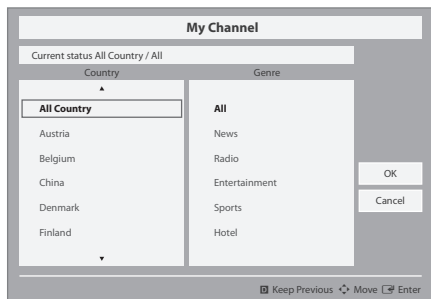 My Channel
Current status All Country / All
Country Genre
All Country All
Austria News
Belgium Radio
China Entertainment
Denmark Sports
Finland Hotel
OK
Cancel
D Keep Previous Move Enter